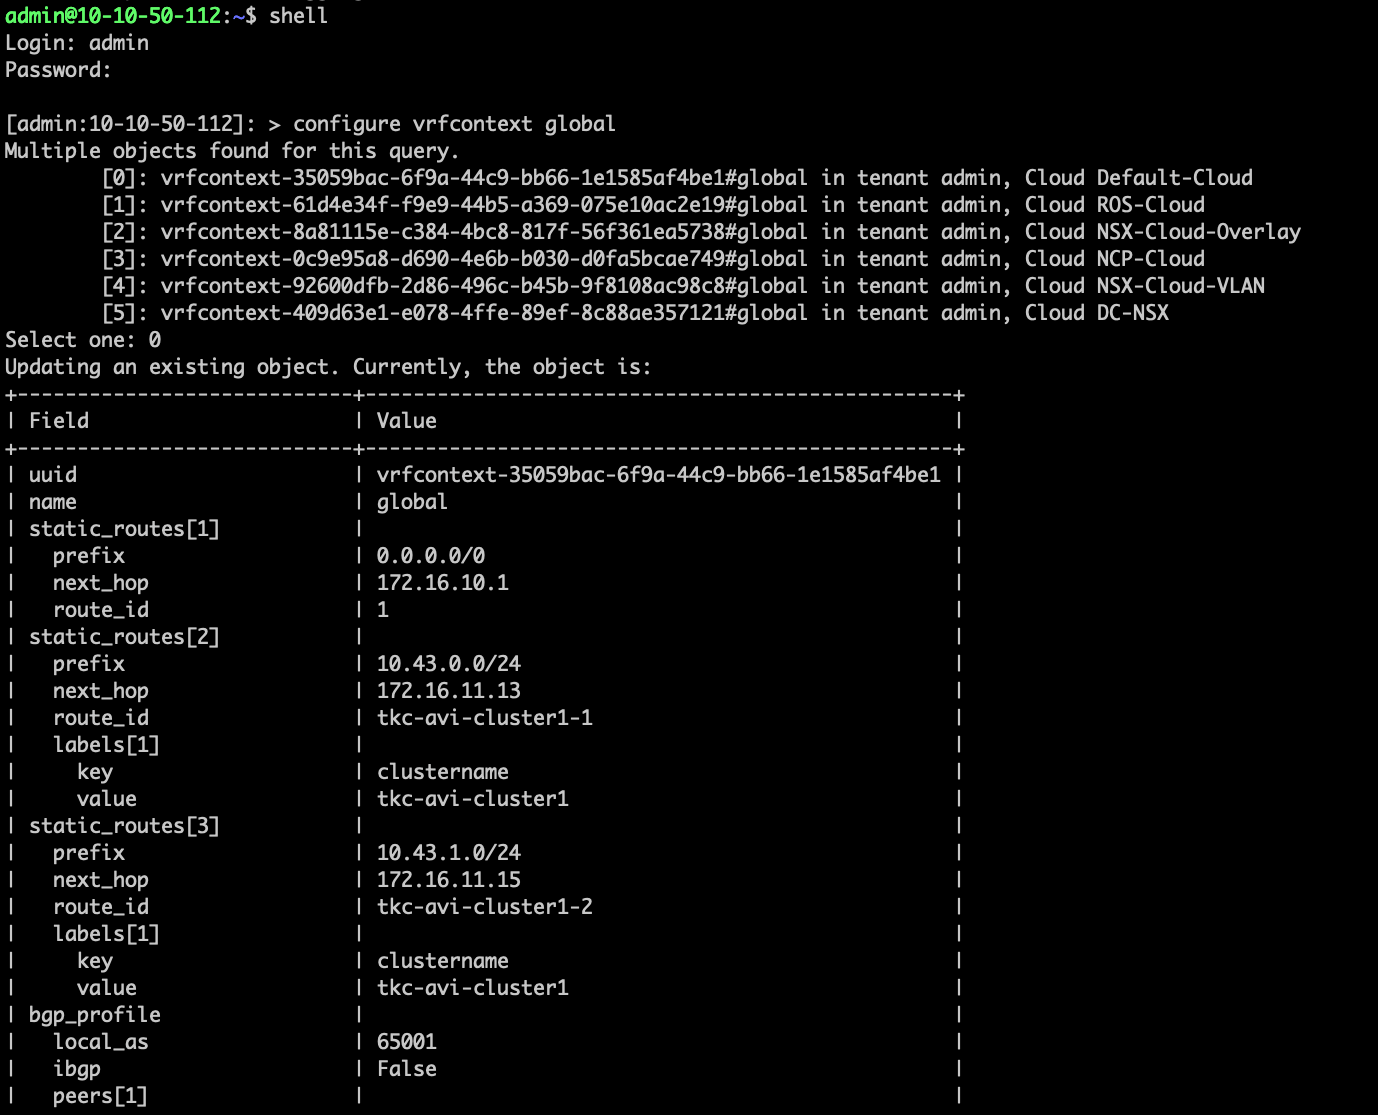 admin@10-10-50-112:~$ shell
Login: admin
Password:
[admin:10-10-50-112]: > configure vrfcontext global
Multiple objects found for this query.
        [0]: vrfcontext-35059bac-6f9a-44c9-bb66-1e1585af4be1#global in tenant admin, Cloud Default-Cloud
        [1]: vrfcontext-61d4e34f-f9e9-44b5-a369-075e10ac2e19#global in tenant admin, Cloud ROS-Cloud
        [2]: vrfcontext-8a81115e-c384-4bc8-817f-56f361ea5738#global in tenant admin, Cloud NSX-Cloud-Overlay
        [3]: vrfcontext-0c9e95a8-d690-4e6b-b030-d0fa5bcae749#global in tenant admin, Cloud NCP-Cloud
        [4]: vrfcontext-92600dfb-2d86-496c-b45b-9f8108ac98c8#global in tenant admin, Cloud NSX-Cloud-VLAN
        [5]: vrfcontext-409d63e1-e078-4ffe-89ef-8c88ae357121#global in tenant admin, Cloud DC-NSX
Select one: 0
Updating an existing object. Currently, the object is:
+----------------------------+-------------------------------------------------+
| Field                      | Value                                           |
+----------------------------+-------------------------------------------------+
| uuid                       | vrfcontext-35059bac-6f9a-44c9-bb66-1e1585af4be1 |
| name                       | global                                          |
| static_routes[1]           |                                                 |
|   prefix                   | 0.0.0.0/0                                       |
|   next_hop                 | 172.16.10.1                                     |
|   route_id                 | 1                                               |
| static_routes[2]           |                                                 |
|   prefix                   | 10.43.0.0/24                                    |
|   next_hop                 | 172.16.11.13                                    |
|   route_id                 | tkc-avi-cluster1-1                              |
|   labels[1]                |                                                 |
|     key                    | clustername                                     |
|     value                  | tkc-avi-cluster1                                |
| static_routes[3]           |                                                 |
|   prefix                   | 10.43.1.0/24                                    |
|   next_hop                 | 172.16.11.15                                    |
|   route_id                 | tkc-avi-cluster1-2                              |
|   labels[1]                |                                                 |
|     key                    | clustername                                     |
|     value                  | tkc-avi-cluster1                                |
| bgp_profile                |                                                 |
|   local_as                 | 65001                                           |
|   ibgp                     | False                                           |
|   peers[1]                 |                                                 |